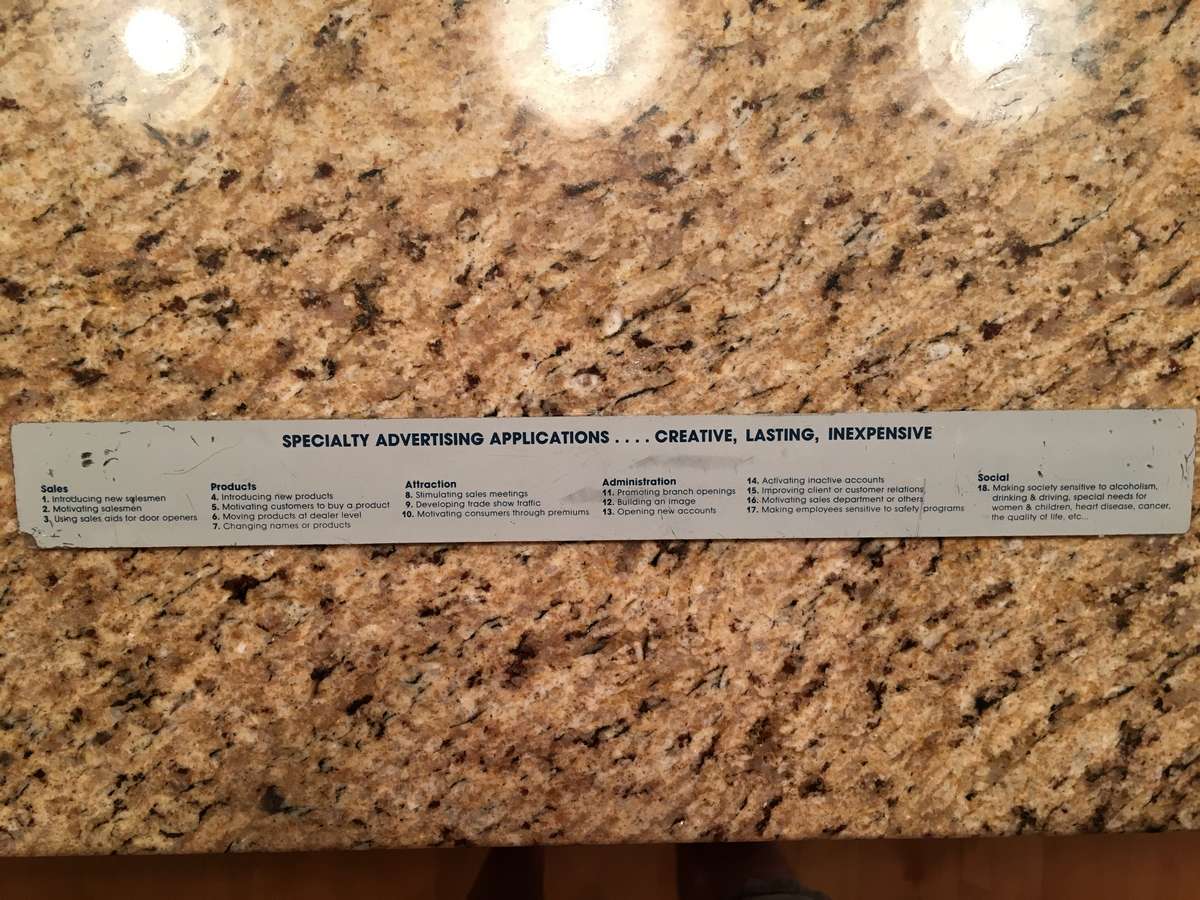 SPECIALTY ADVERTISING APPLICATIONS . . . . CREATIVE, LASTING, INEXPENSIVE
Sales
1. Introducing new salesmen
2. Motivating salesmen
3. Using sales aids for door openers
Products
4. Introducing new products
5. Motivating customers to buy a product
6. Moving products at dealer level
7. Changing names or products
Attraction
8. Stimulating sales meetings
9. Developing trade show traffic
10. Motivating consumers through premiums
Administration
11. Promoting branch openings
12. Building an image
13. Opening new accounts
14. Activating inactive accounts
15. Improving client or customer relations
16. Motivating sales department or others
17. Making employees sensitive to safety programs
Social
18. Making society sensitive to alcoholism,
drinking & driving, special needs for
women & children, heart disease, cancer,
the quality of life, etc...